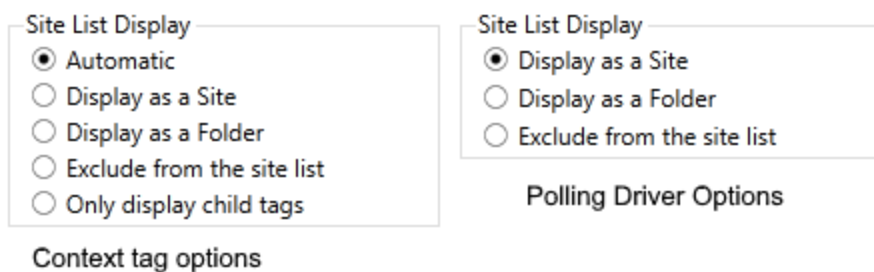 Site List Display
Automatic
Display as a Site
Display as a Folder
Exclude from the site list
Only display child tags
Context tag options
Site List Display
Display as a Site
Display as a Folder
Exclude from the site list
Polling Driver Options